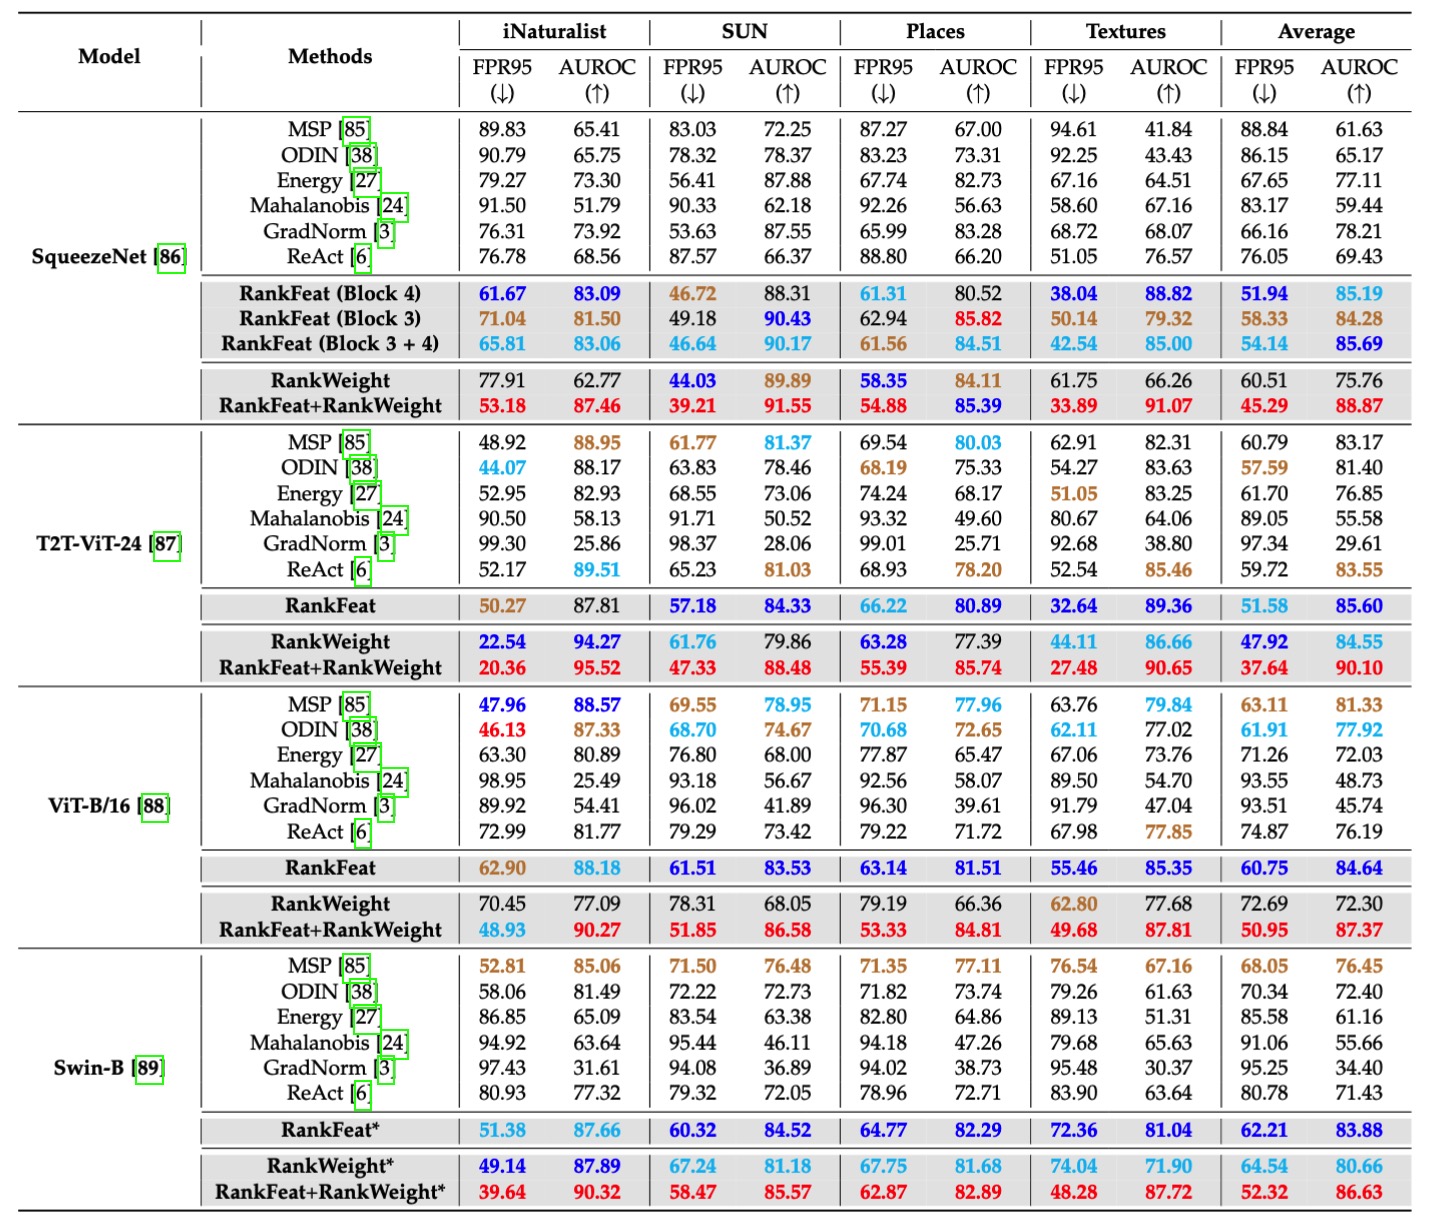 Model Methods iNaturalist SUN Places Textures Average
FPR95 AUROC FPR95 AUROC FPR95 AUROC FPR95 AUROC FPR95 AUROC
(↓) (↑) (↓) (↑) (↓) (↑) (↓) (↑) (↓) (↑)
MSP [85] 89.83 65.41 83.03 72.25 87.27 67.00 94.61 41.84 88.84 61.63
ODIN [38] 90.79 65.75 78.32 78.37 83.23 73.31 92.25 43.43 86.15 65.17
Energy [27] 79.27 73.30 56.41 87.88 67.74 82.73 67.16 64.51 67.65 77.11
Mahalanobis [24] 91.50 51.79 90.33 62.18 92.26 56.63 58.60 67.16 83.17 59.44
GradNorm [3] 76.31 73.92 53.63 87.55 65.99 83.28 68.72 68.07 66.16 78.21
SqueezeNet [86] ReAct [6] 76.78 68.56 87.57 66.37 88.80 66.20 51.05 76.57 76.05 69.43
RankFeat (Block 4) 61.67 83.09 46.72 88.31 61.31 80.52 38.04 88.82 51.94 85.19
RankFeat (Block 3) 71.04 81.50 49.18 90.43 62.94 85.82 50.14 79.32 58.33 84.28
RankFeat (Block 3 + 4) 65.81 83.06 46.64 90.17 61.56 84.51 42.54 85.00 54.14 85.69
RankWeight 77.91 62.77 44.03 89.89 58.35 84.11 61.75 66.26 60.51 75.76
RankFeat+RankWeight 53.18 87.46 39.21 91.55 54.88 85.39 33.89 91.07 45.29 88.87
MSP [85] 48.92 88.95 61.77 81.37 69.54 80.03 62.91 82.31 60.79 83.17
ODIN [38] 44.07 88.17 63.83 78.46 68.19 75.33 54.27 83.63 57.59 81.40
Energy [27] 52.95 82.93 68.55 73.06 74.24 68.17 51.05 83.25 61.70 76.85
Mahalanobis [24] 90.50 58.13 91.71 50.52 93.32 49.60 80.67 64.06 89.05 55.58
T2T-ViT-24 [87] GradNorm [3] 99.30 25.86 98.37 28.06 99.01 25.71 92.68 38.80 97.34 29.61
ReAct [6] 52.17 89.51 65.23 81.03 68.93 78.20 52.54 85.46 59.72 83.55
RankFeat 50.27 87.81 57.18 84.33 66.22 80.89 32.64 89.36 51.58 85.60
RankWeight 22.54 94.27 61.76 79.86 63.28 77.39 44.11 86.66 47.92 84.55
RankFeat+RankWeight 20.36 95.52 47.33 88.48 55.39 85.74 27.48 90.65 37.64 90.10
MSP [85] 47.96 88.57 69.55 78.95 71.15 77.96 63.76 79.84 63.11 81.33
ODIN [38] 46.13 87.33 68.70 74.67 70.68 72.65 62.11 77.02 61.91 77.92
Energy [27] 63.30 80.89 76.80 68.00 77.87 65.47 67.06 73.76 71.26 72.03
Mahalanobis [24] 98.95 25.49 93.18 56.67 92.56 58.07 89.50 54.70 93.55 48.73
ViT-B/16 [88] GradNorm [3] 89.92 54.41 96.02 41.89 96.30 39.61 91.79 47.04 93.51 45.74
ReAct [6] 72.99 81.77 79.29 73.42 79.22 71.72 67.98 77.85 74.87 76.19
RankFeat 62.90 88.18 61.51 83.53 63.14 81.51 55.46 85.35 60.75 84.64
RankWeight 70.45 77.09 78.31 68.05 79.19 66.36 62.80 77.68 72.69 72.30
RankFeat+RankWeight 48.93 90.27 51.85 86.58 53.33 84.81 49.68 87.81 50.95 87.37
MSP [85] 52.81 85.06 71.50 76.48 71.35 77.11 76.54 67.16 68.05 76.45
ODIN [38] 58.06 81.49 72.22 72.73 71.82 73.74 79.26 61.63 70.34 72.40
Energy [27] 86.85 65.09 83.54 63.38 82.80 64.86 89.13 51.31 85.58 61.16
Mahalanobis [24] 94.92 63.64 95.44 46.11 94.18 47.26 79.68 65.63 91.06 55.66
Swin-B [89] GradNorm [3] 97.43 31.61 94.08 36.89 94.02 38.73 95.48 30.37 95.25 34.40
ReAct [6] 80.93 77.32 79.32 72.05 78.96 72.71 83.90 63.64 80.78 71.43
RankFeat* 51.38 87.66 60.32 84.52 64.77 82.29 72.36 81.04 62.21 83.88
RankWeight* 49.14 87.89 67.24 81.18 67.75 81.68 74.04 71.90 64.54 80.66
RankFeat+RankWeight* 39.64 90.32 58.47 85.57 62.87 82.89 48.28 87.72 52.32 86.63